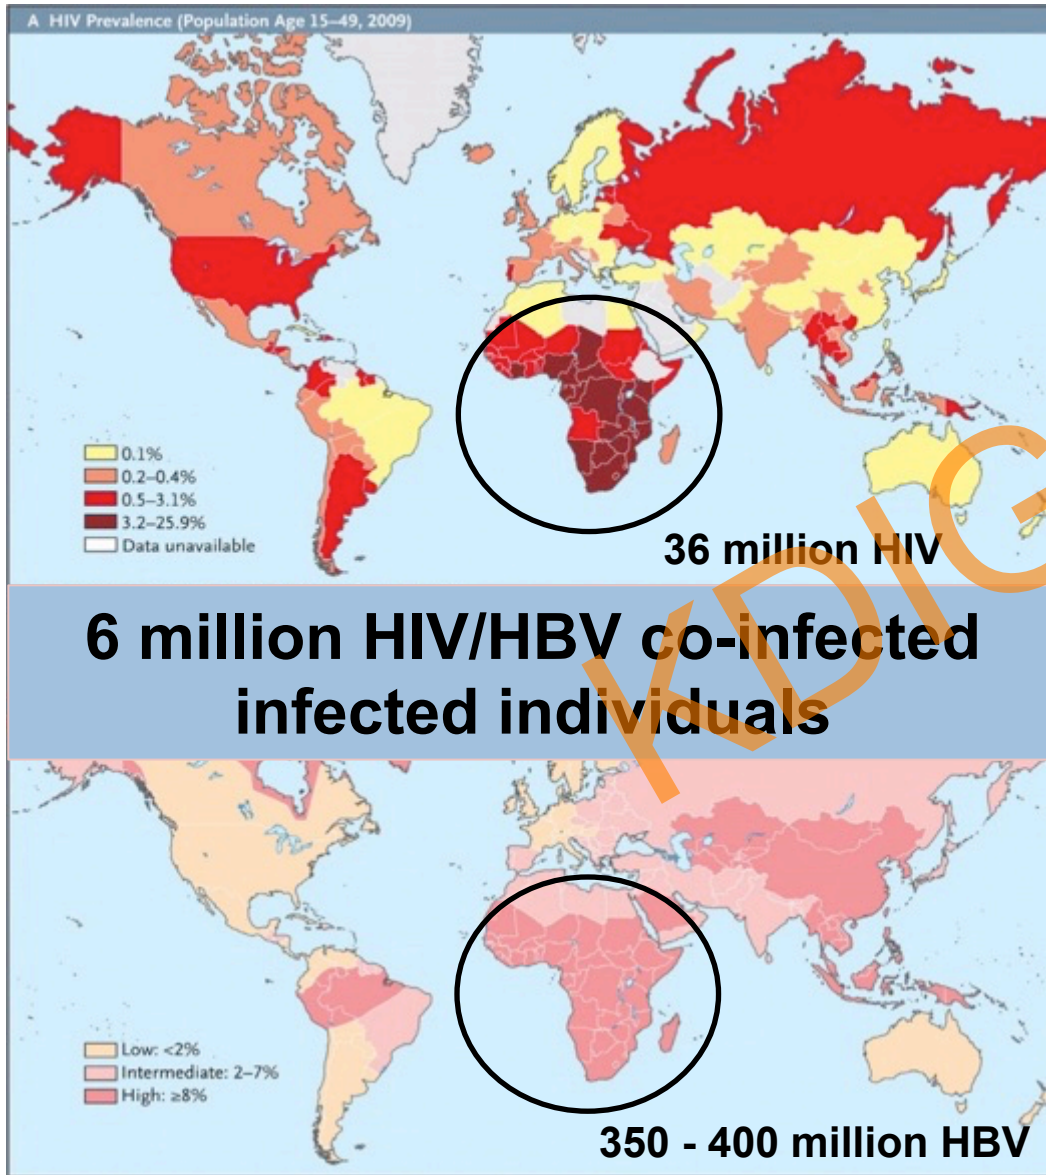 A HIV Prevalence (Population Age 15–49, 2009)
0.1%
0.2–0.4%
0.5–3.1%
3.2–25.9%
Data unavailable
36 million HIV
6 million HIV/HBV co-infected
infected individuals
KDIG
Low: <2%
Intermediate: 2–7%
High: ≥8%
350 - 400 million HBV